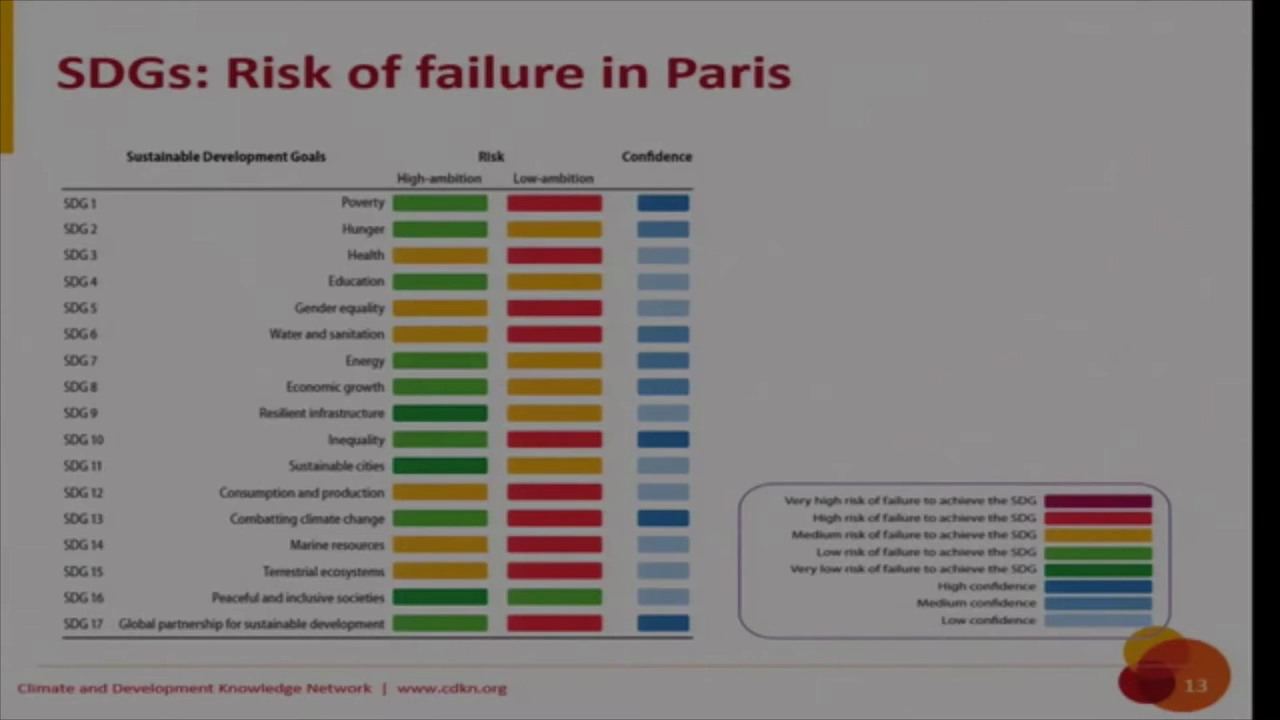 SDGs: Risk of failure in Paris
Sustainable Development Goals Risk Confidence
High-ambition Low-ambition
SDG 1 Poverty
SDG 2 Hunger
SDG 3 Health
SDG 4 Education
SDG 5 Gender equality
SDG 6 Water and sanitation
SDG 7 Energy
SDG 8 Economic growth
SDG 9 Resilient infrastructure
SDG 10 Inequality
SDG 11 Sustainable cities
SDG 12 Consumption and production
SDG 13 Combatting climate change
SDG 14 Marine resources
SDG 15 Terrestrial ecosystems
SDG 16 Peaceful and inclusive societies
SDG 17 Global partnership for sustainable development
Very high risk of failure to achieve the SDG
High risk of failure to achieve the SDG
Medium risk of failure to achieve the SDG
Low risk of failure to achieve the SDG
Very low risk of failure to achieve the SDG
High confidence
Medium confidence
Low confidence
Climate and Development Knowledge Network | www.cdkn.org
13